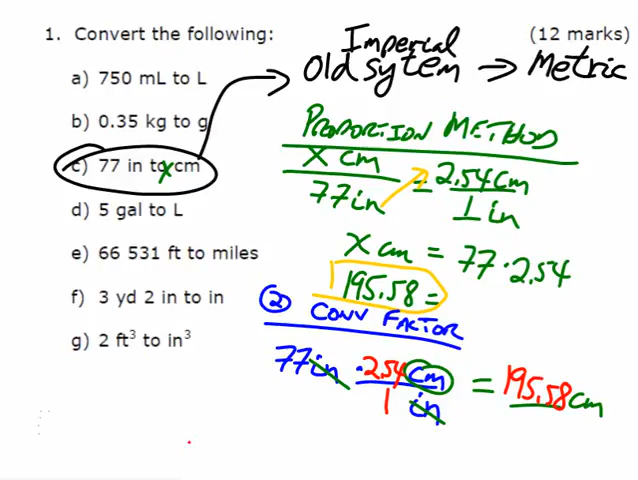 1. Convert the following:
(12 marks)
Imperial
Old sytem → Metric
a) 750 mL to L
b) 0.35 kg to g
c) 77 in to x cm
d) 5 gal to L
e) 66 531 ft to miles
f) 3 yd 2 in to in
g) 2 ft³ to in³
PROPORTION METHOD
x cm / 77 in = 2.54 cm / 1 in
x cm = 77 · 2.54
195.58 =
② CONV FACTOR
77 in · 2.54 cm / 1 in = 195.58 cm